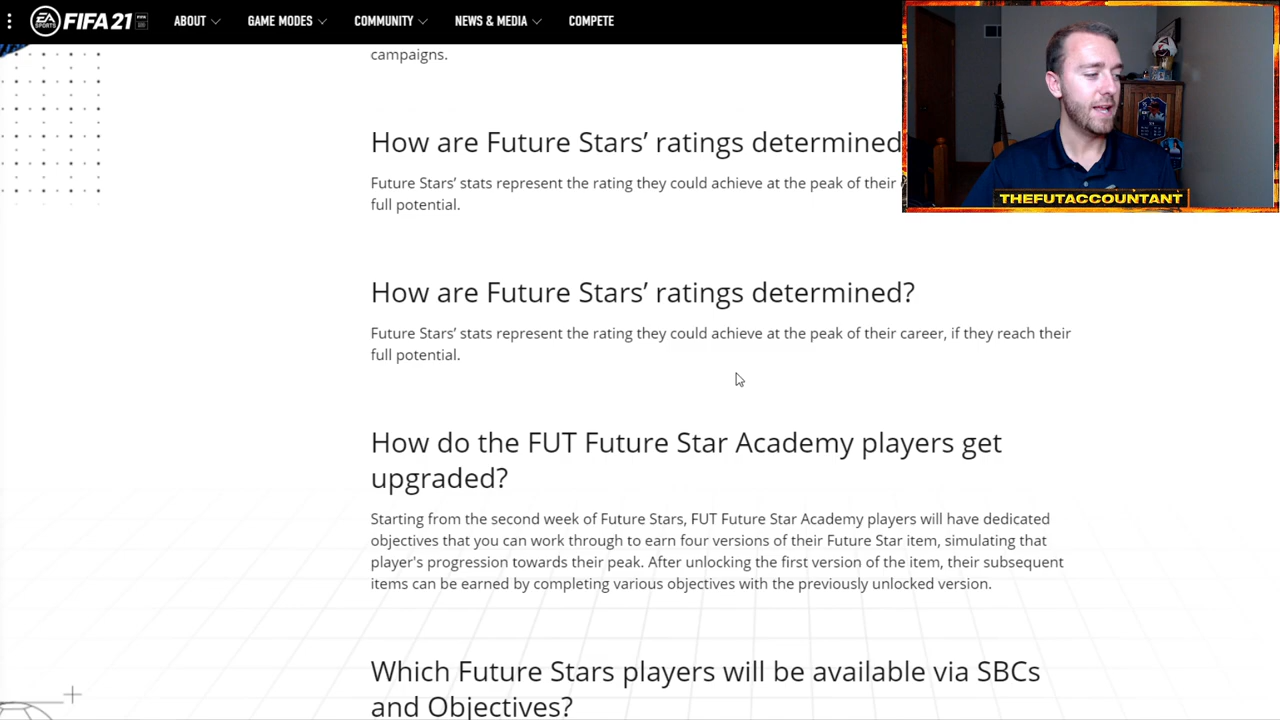 EA SPORTS FIFA 21 ABOUT GAME MODES COMMUNITY NEWS & MEDIA COMPETE
campaigns.
How are Future Stars’ ratings determined
Future Stars’ stats represent the rating they could achieve at the peak of their
full potential.
THEFUTACCOUNTANT
How are Future Stars’ ratings determined?
Future Stars’ stats represent the rating they could achieve at the peak of their career, if they reach their
full potential.
How do the FUT Future Star Academy players get
upgraded?
Starting from the second week of Future Stars, FUT Future Star Academy players will have dedicated
objectives that you can work through to earn four versions of their Future Star item, simulating that
player's progression towards their peak. After unlocking the first version of the item, their subsequent
items can be earned by completing various objectives with the previously unlocked version.
Which Future Stars players will be available via SBCs
and Objectives?